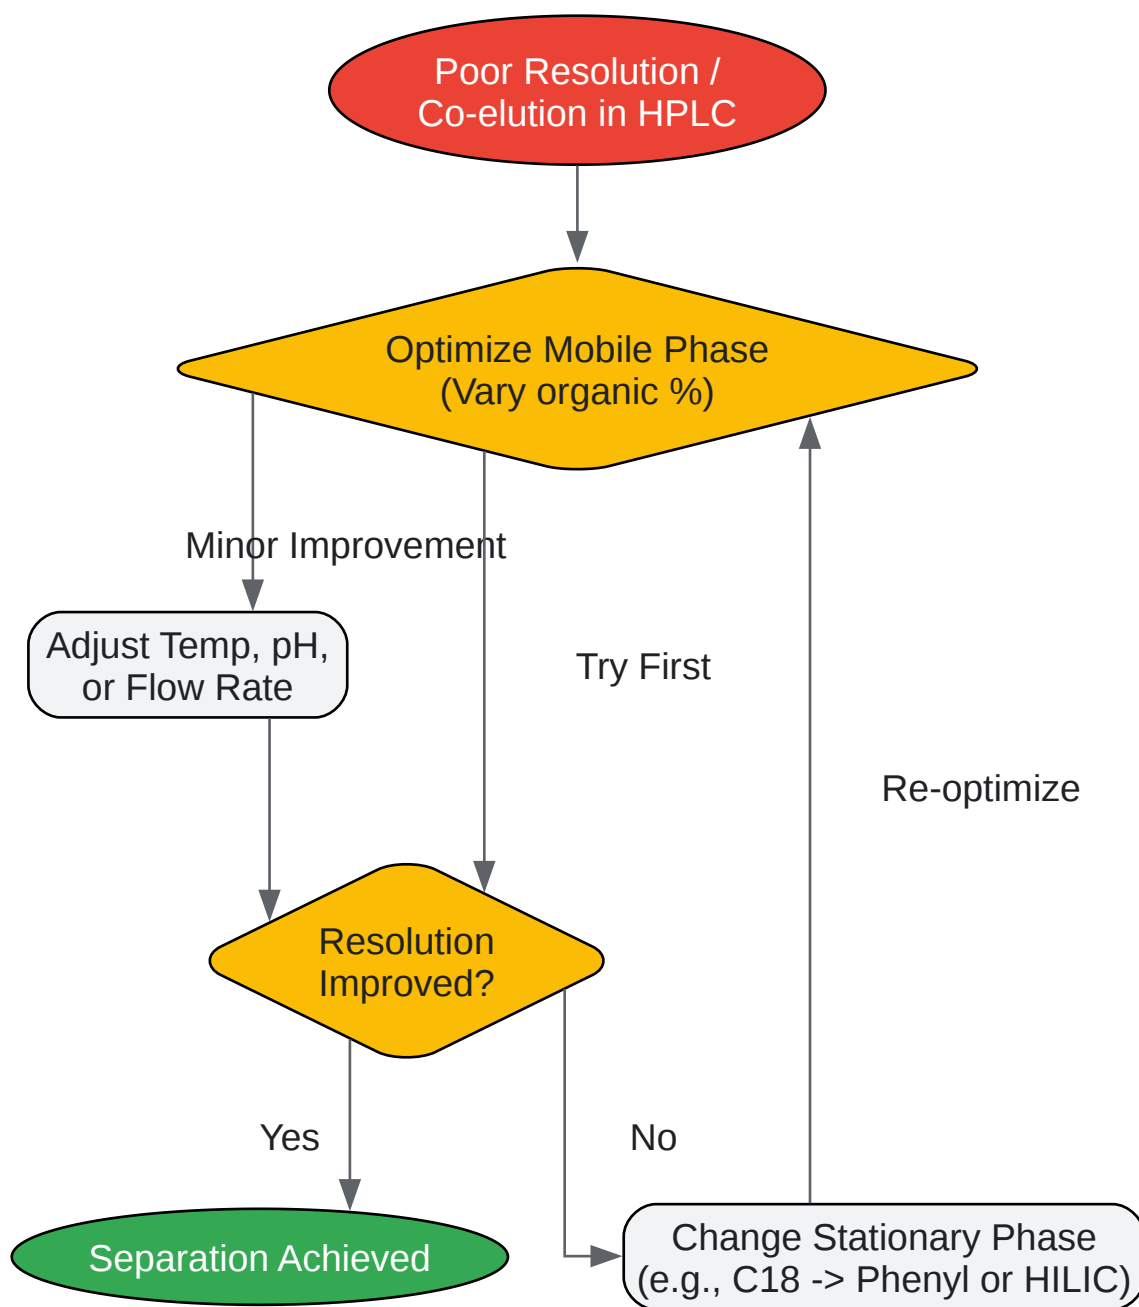 Poor Resolution /
Co-elution in HPLC
Optimize Mobile Phase
(Vary organic %)
Minor Improvement
Adjust Temp, pH,
or Flow Rate
Try First
Re-optimize
Resolution
Improved?
Yes
No
Separation Achieved
Change Stationary Phase
(e.g., C18 -> Phenyl or HILIC)